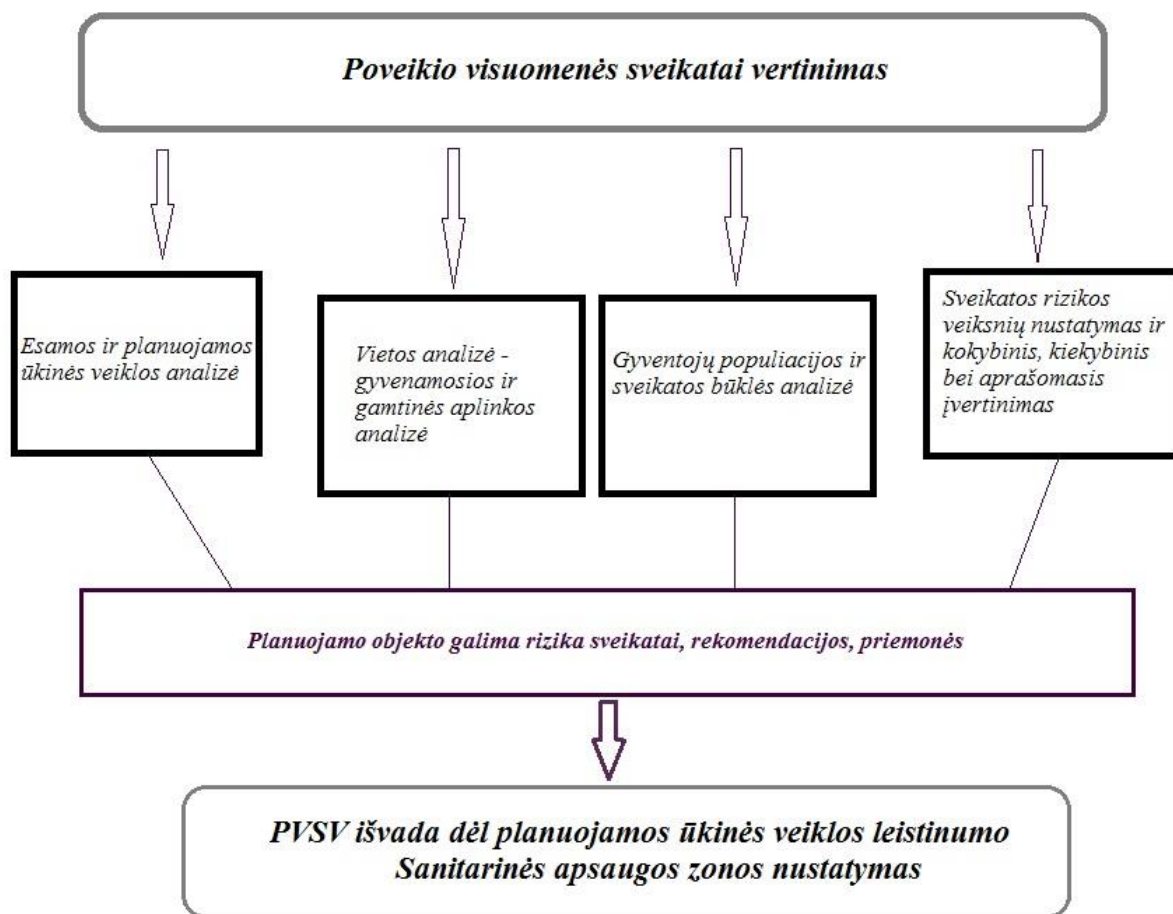 Poveikio visuomenės sveikatai vertinimas
Esamos ir planuojamos
ūkinės veiklos analizė
Vietos analizė -
gyvenamosios ir
gamtinės aplinkos
analizė
Gyventojų populiacijos ir
sveikatos būklės analizė
Sveikatos rizikos
veiksnių nustatymas ir
kokybinis, kiekybinis
bei aprašomasis
įvertinimas
Planuojamo objekto galima rizika sveikatai, rekomendacijos, priemonės
PVSV išvada dėl planuojamos ūkinės veiklos leistinumo
Sanitarinės apsaugos zonos nustatymas